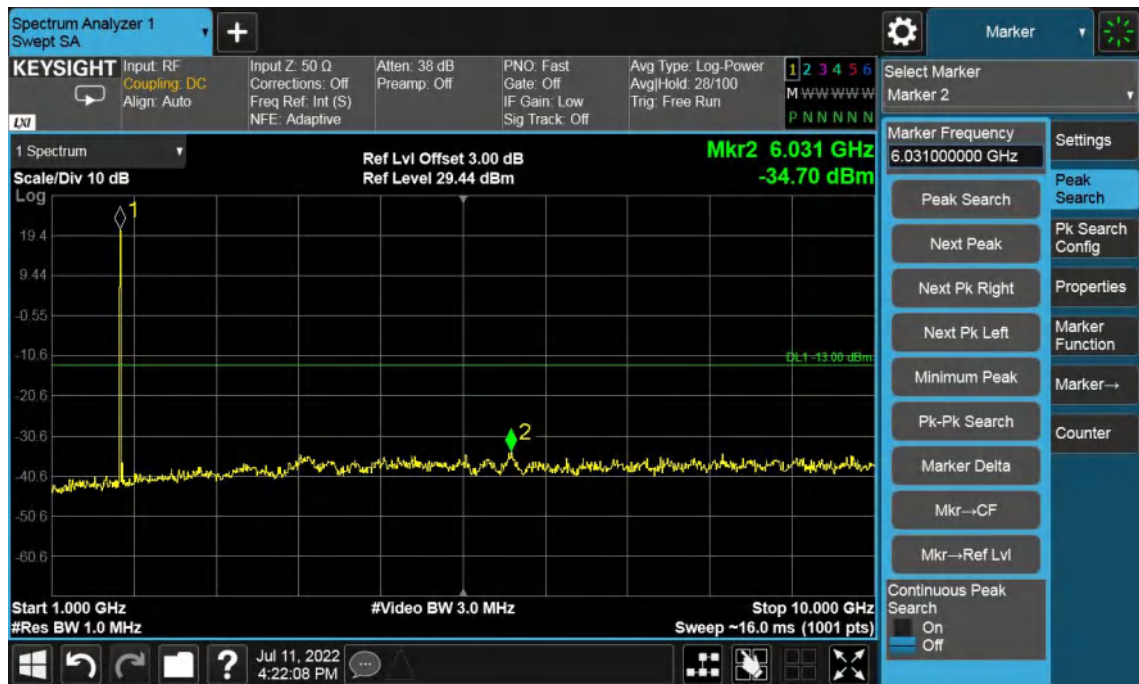 Spectrum Analyzer 1
Swept SA
+
Marker
KEYSIGHT
Input: RF
Coupling: DC
Align: Auto
Input Z: 50 Ω
Corrections: Off
Freq Ref: Int (S)
NFE: Adaptive
Atten: 38 dB
Preamp: Off
PNO: Fast
Gate: Off
IF Gain: Low
Sig Track: Off
Avg Type: Log-Power
Avg|Hold: 28/100
Trig: Free Run
1 2 3 4 5 6
M W W W W W
P N N N N N
LXI
Select Marker
Marker 2
1 Spectrum
Scale/Div 10 dB
Log
Ref Lvl Offset 3.00 dB
Ref Level 29.44 dBm
Mkr2 6.031 GHz
-34.70 dBm
1
19.4
9.44
-0.55
-10.6
DL1 -13.00 dBm
-20.6
-30.6
2
-40.6
-50.6
-60.6
Start 1.000 GHz
#Res BW 1.0 MHz
#Video BW 3.0 MHz
Stop 10.000 GHz
Sweep ~16.0 ms (1001 pts)
Marker Frequency
6.031000000 GHz
Peak Search
Next Peak
Next Pk Right
Next Pk Left
Minimum Peak
Pk-Pk Search
Marker Delta
Mkr→CF
Mkr→Ref Lvl
Continuous Peak
Search
On
Off
Settings
Peak
Search
Pk Search
Config
Properties
Marker
Function
Marker→
Counter
?
Jul 11, 2022
4:22:08 PM